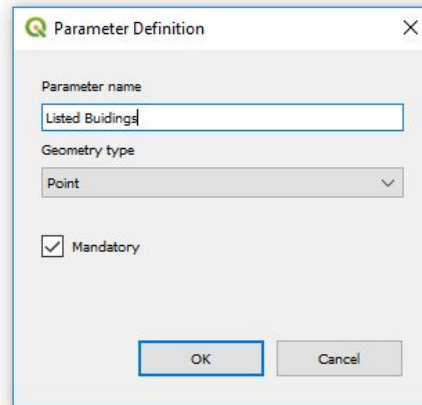 Parameter Definition
Parameter name
Listed Buidings
Geometry type
Point
Mandatory
OK Cancel